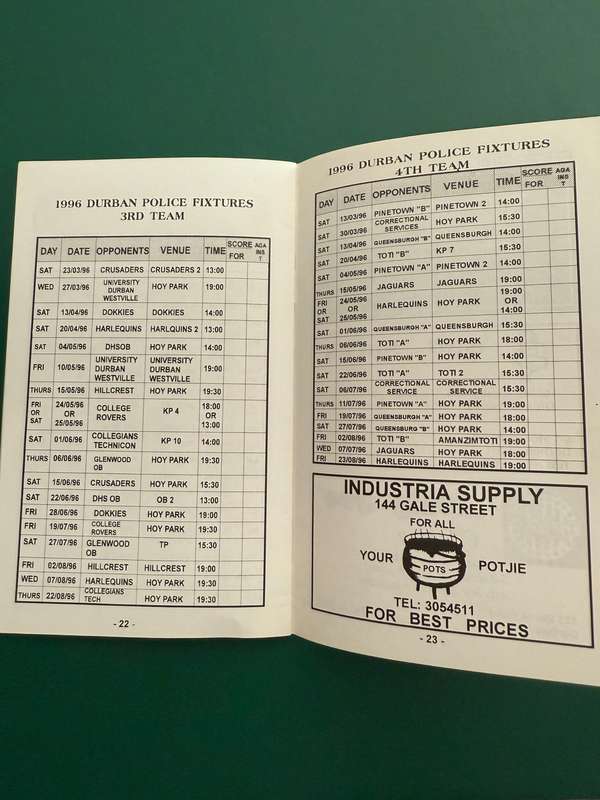 1996 DURBAN POLICE FIXTURES
3RD TEAM
DAY DATE OPPONENTS VENUE TIME SCORE FOR AGA INS T
SAT 23/03/96 CRUSADERS CRUSADERS 2 13:00
WED 27/03/96 UNIVERSITY DURBAN WESTVILLE HOY PARK 19:00
SAT 13/04/96 DOKKIES DOKKIES 14:00
SAT 20/04/96 HARLEQUINS HARLEQUINS 2 13:00
SAT 04/05/96 DHSOB HOY PARK 14:00
FRI 10/05/96 UNIVERSITY DURBAN WESTVILLE UNIVERSITY DURBAN WESTVILLE 19:00
THURS 15/05/96 HILLCREST HOY PARK 19:30
FRI OR SAT 24/05/96 OR 25/05/96 COLLEGE ROVERS KP 4 18:00 OR 13:00
SAT 01/06/96 COLLEGIANS TECHNICON KP 10 14:00
THURS 06/06/96 GLENWOOD OB HOY PARK 19:30
SAT 15/06/96 CRUSADERS HOY PARK 15:30
SAT 22/06/96 DHS OB OB 2 13:00
FRI 28/06/96 DOKKIES HOY PARK 19:00
FRI 19/07/96 COLLEGE ROVERS HOY PARK 19:30
SAT 27/07/96 GLENWOOD OB TP 15:30
FRI 02/08/96 HILLCREST HILLCREST 19:00
WED 07/08/96 HARLEQUINS HOY PARK 19:30
THURS 22/08/96 COLLEGIANS TECH HOY PARK 19:30
- 22 -
1996 DURBAN POLICE FIXTURES
4TH TEAM
DAY DATE OPPONENTS VENUE TIME SCORE FOR AGA INS T
SAT 13/03/96 PINETOWN "B" PINETOWN 2 14:00
SAT 30/03/96 CORRECTIONAL SERVICES HOY PARK 15:30
SAT 13/04/96 QUEENSBURGH "B" QUEENSBURGH 14:00
SAT 20/04/96 TOTI "B" KP 7 15:30
SAT 04/05/96 PINETOWN "A" PINETOWN 2 14:00
THURS 15/05/96 JAGUARS JAGUARS 19:00
FRI OR SAT 24/05/96 OR 25/05/96 HARLEQUINS HOY PARK 19:00 OR 14:00
SAT 01/06/96 QUEENSBURGH "A" QUEENSBURGH 15:30
THURS 06/06/96 TOTI "A" HOY PARK 18:00
SAT 15/06/96 PINETOWN "B" HOY PARK 14:00
SAT 22/06/96 TOTI "A" TOTI 2 15:30
SAT 06/07/96 CORRECTIONAL SERVICE CORRECTIONAL SERVICE 15:30
THURS 11/07/96 PINETOWN "A" HOY PARK 19:00
FRI 19/07/96 QUEENSBURGH "A" HOY PARK 18:00
SAT 27/07/96 QUEENSBURG "B" HOY PARK 14:00
FRI 02/08/96 TOTI "B" AMANZIMTOTI 19:00
WED 07/07/96 JAGUARS HOY PARK 18:00
FRI 23/08/96 HARLEQUINS HARLEQUINS 19:00
INDUSTRIA SUPPLY
144 GALE STREET
FOR ALL
YOUR POTS POTJIE
TEL: 3054511
FOR BEST PRICES
- 23 -